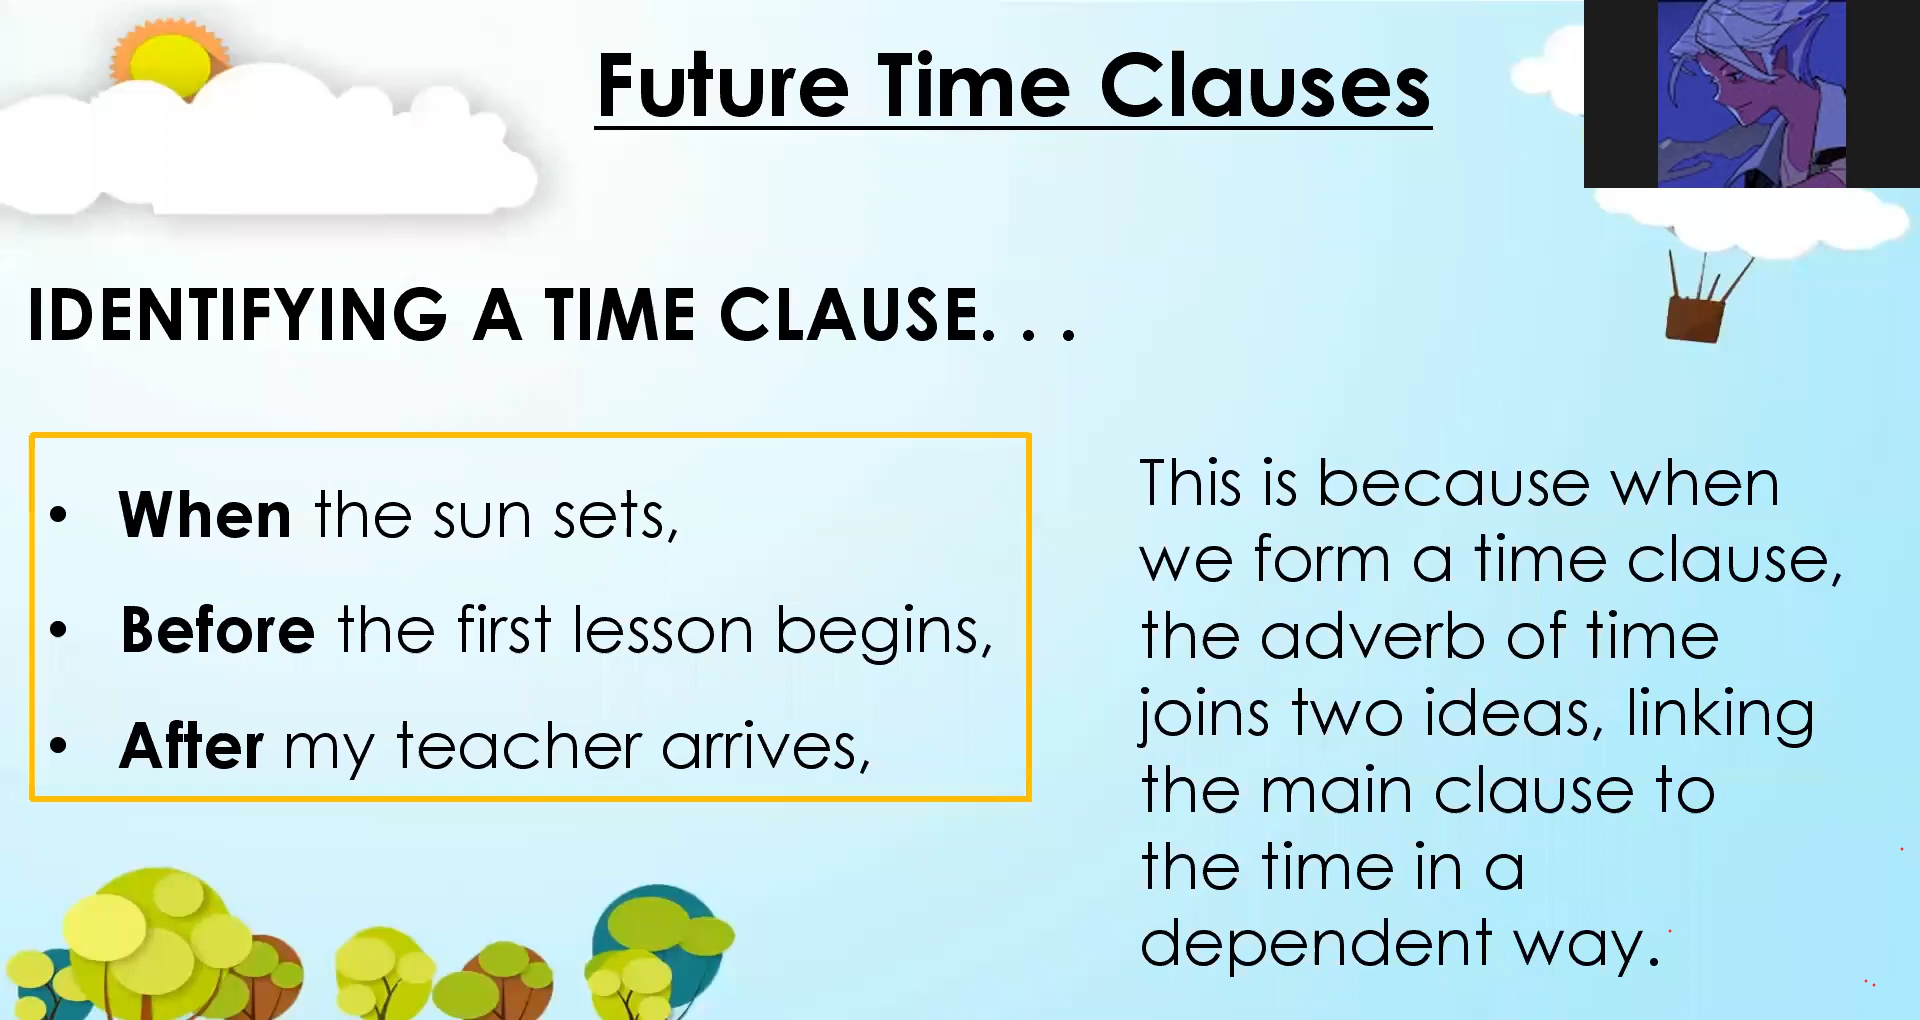 Future Time Clauses
IDENTIFYING A TIME CLAUSE. . .
• When the sun sets,
• Before the first lesson begins,
• After my teacher arrives,
This is because when
we form a time clause,
the adverb of time
joins two ideas, linking
the main clause to
the time in a
dependent way.